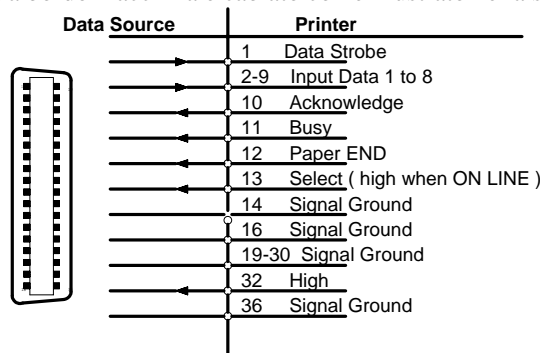 Data Source Printer
1 Data Strobe
2-9 Input Data 1 to 8
10 Acknowledge
11 Busy
12 Paper END
13 Select ( high when ON LINE )
14 Signal Ground
16 Signal Ground
19-30 Signal Ground
32 High
36 Signal Ground